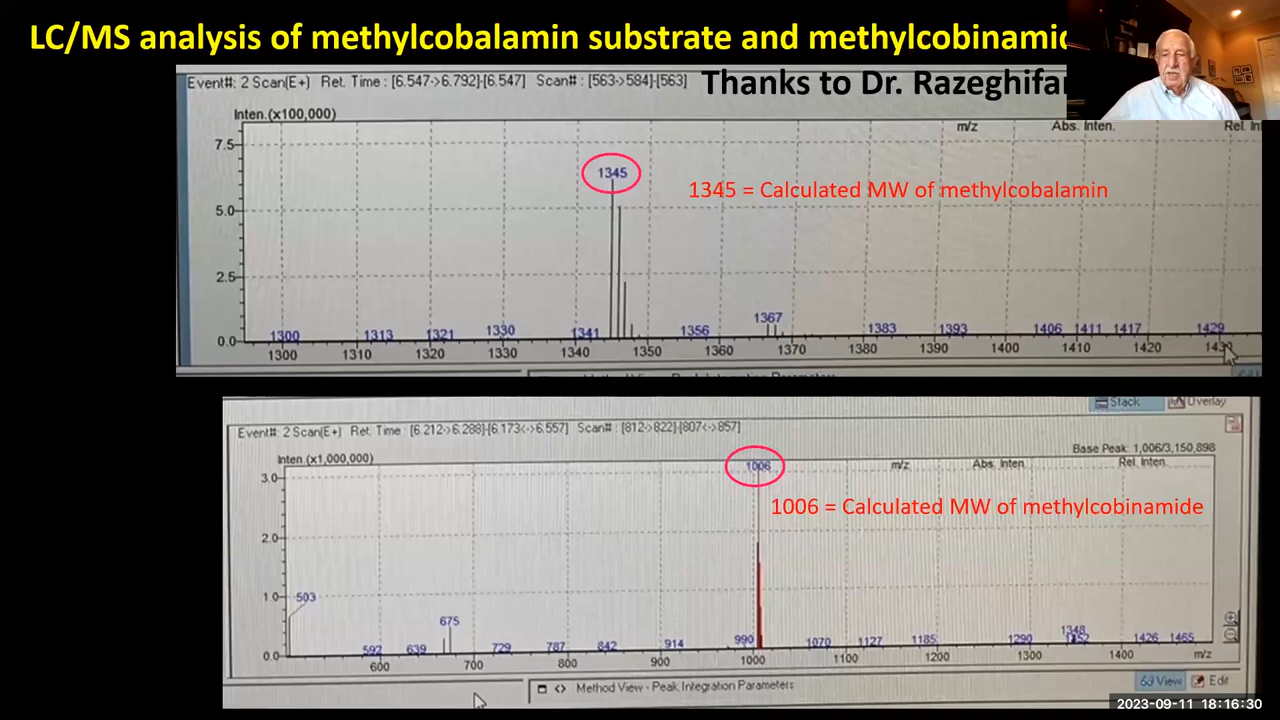 LC/MS analysis of methylcobalamin substrate and methylcobinamid
Thanks to Dr. Razeghifar
Event#: 2 Scan(E+) Ret. Time : [6.547->6.792]-[6.547] Scan# : [563->584]-[563]
Inten.(x100,000)
m/z Abs. Inten. Rel. Int
7.5
1345
1345 = Calculated MW of methylcobalamin
5.0
2.5
1367
1300 1313 1321 1330 1341 1356 1383 1393 1406 1411 1417 1429
0.0
1300 1310 1320 1330 1340 1350 1360 1370 1380 1390 1400 1410 1420 1430
Stack Overlay
Event#: 2 Scan(E+) Ret. Time : [6.212->6.288]-[6.173<->6.557] Scan# : [812->822]-[807<->857]
Base Peak: 1,006/3,150,898
Inten.(x1,000,000)
1006
m/z Abs. Inten. Rel. Inten.
3.0
1006 = Calculated MW of methylcobinamide
2.0
1.0
503
675
1348
592 639 729 787 842 914 990 1070 1127 1185 1290 1352 1426 1465
0.0
600 700 800 900 1000 1100 1200 1300 1400 m/z
Method View - Peak Integration Parameters
View Edit
2023-09-11 18:16:30